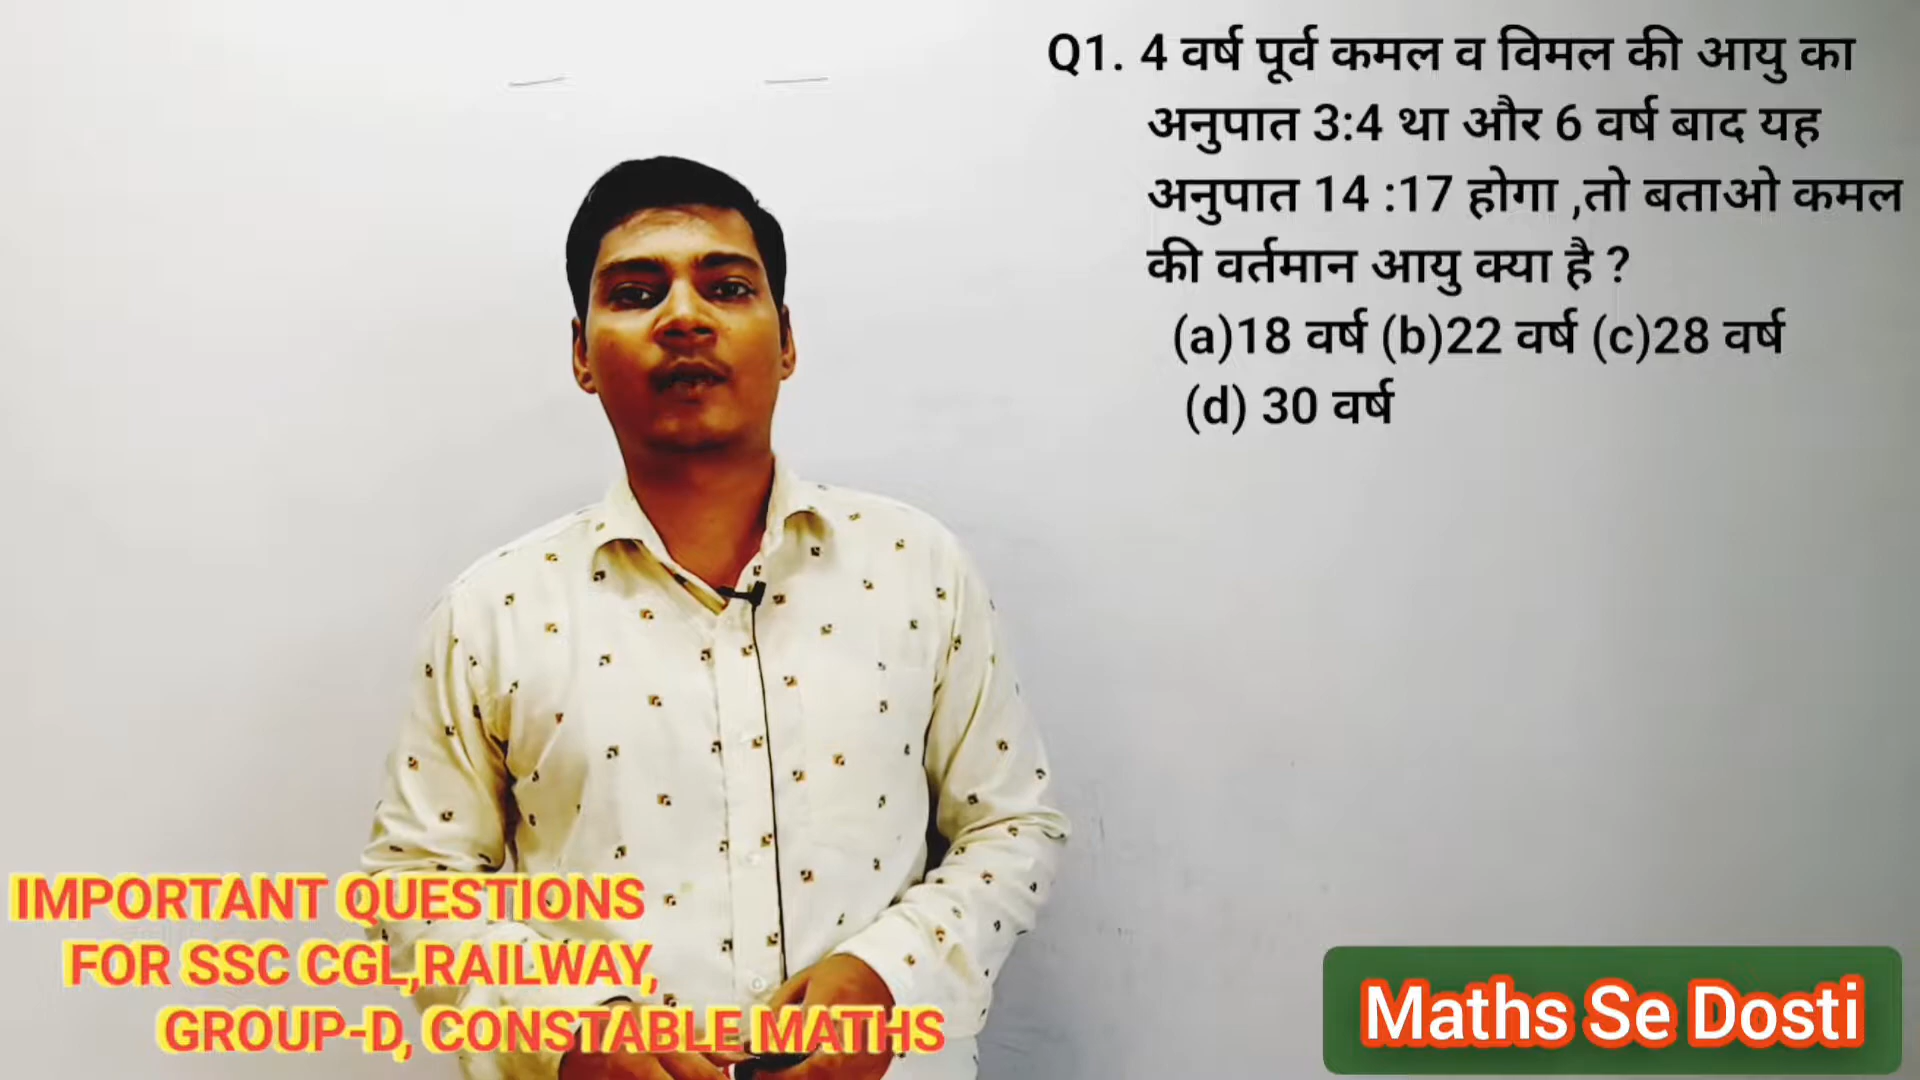 Q1. 4 वर्ष पूर्व कमल व विमल की आयु का
अनुपात 3:4 था और 6 वर्ष बाद यह
अनुपात 14 :17 होगा ,तो बताओ कमल
की वर्तमान आयु क्या है ?
(a)18 वर्ष (b)22 वर्ष (c)28 वर्ष
(d) 30 वर्ष
IMPORTANT QUESTIONS
FOR SSC CGL,RAILWAY,
GROUP-D, CONSTABLE MATHS
Maths Se Dosti